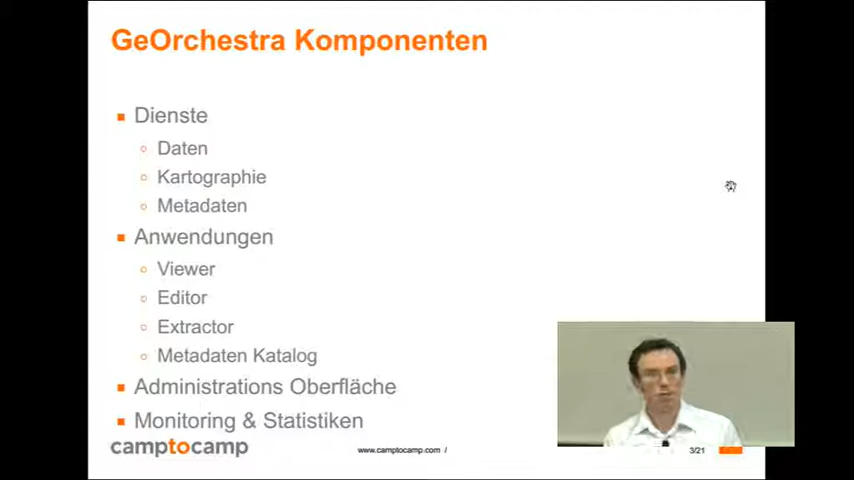 GeOrchestra Komponenten
Dienste
Daten
Kartographie
Metadaten
Anwendungen
Viewer
Editor
Extractor
Metadaten Katalog
Administrations Oberfläche
Monitoring & Statistiken
camptocamp
www.camptocamp.com /
3/21